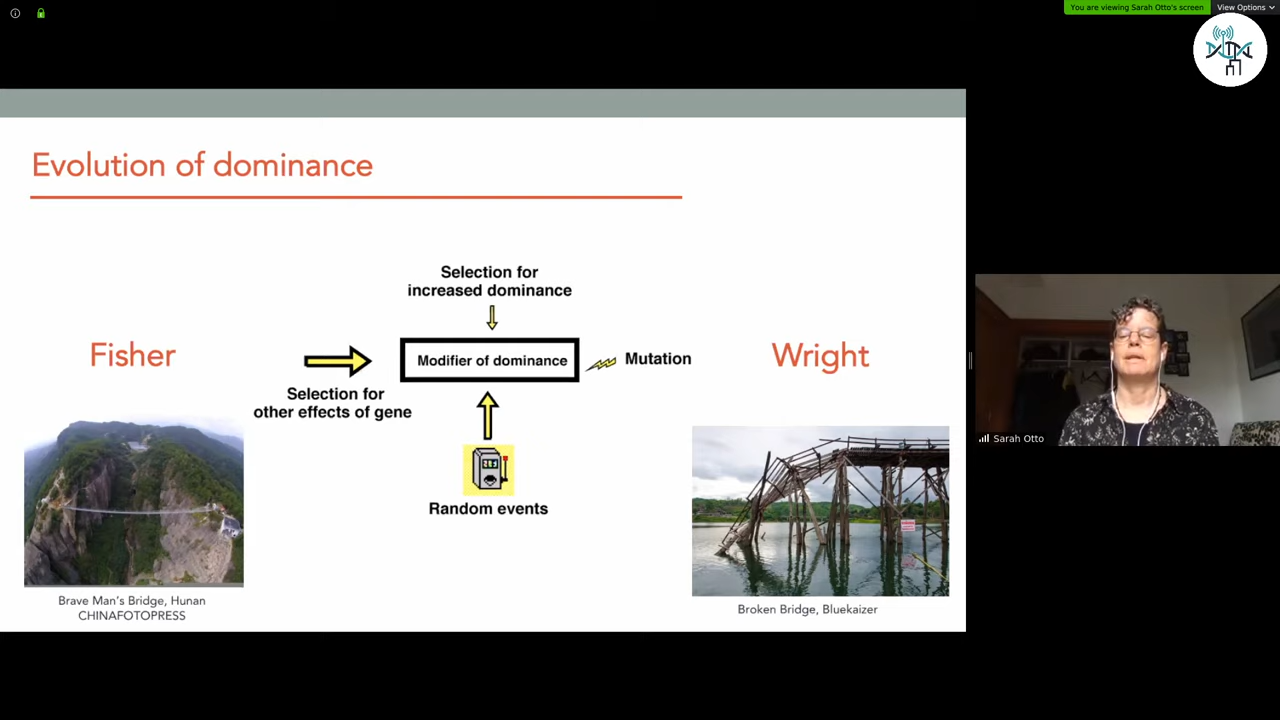 You are viewing Sarah Otto's screen
View Options
Evolution of dominance
Selection for
increased dominance
Fisher
Modifier of dominance
Mutation
Wright
Selection for
other effects of gene
Random events
Brave Man's Bridge, Hunan
CHINAFOTOPRESS
Broken Bridge, Bluekaizer
Sarah Otto